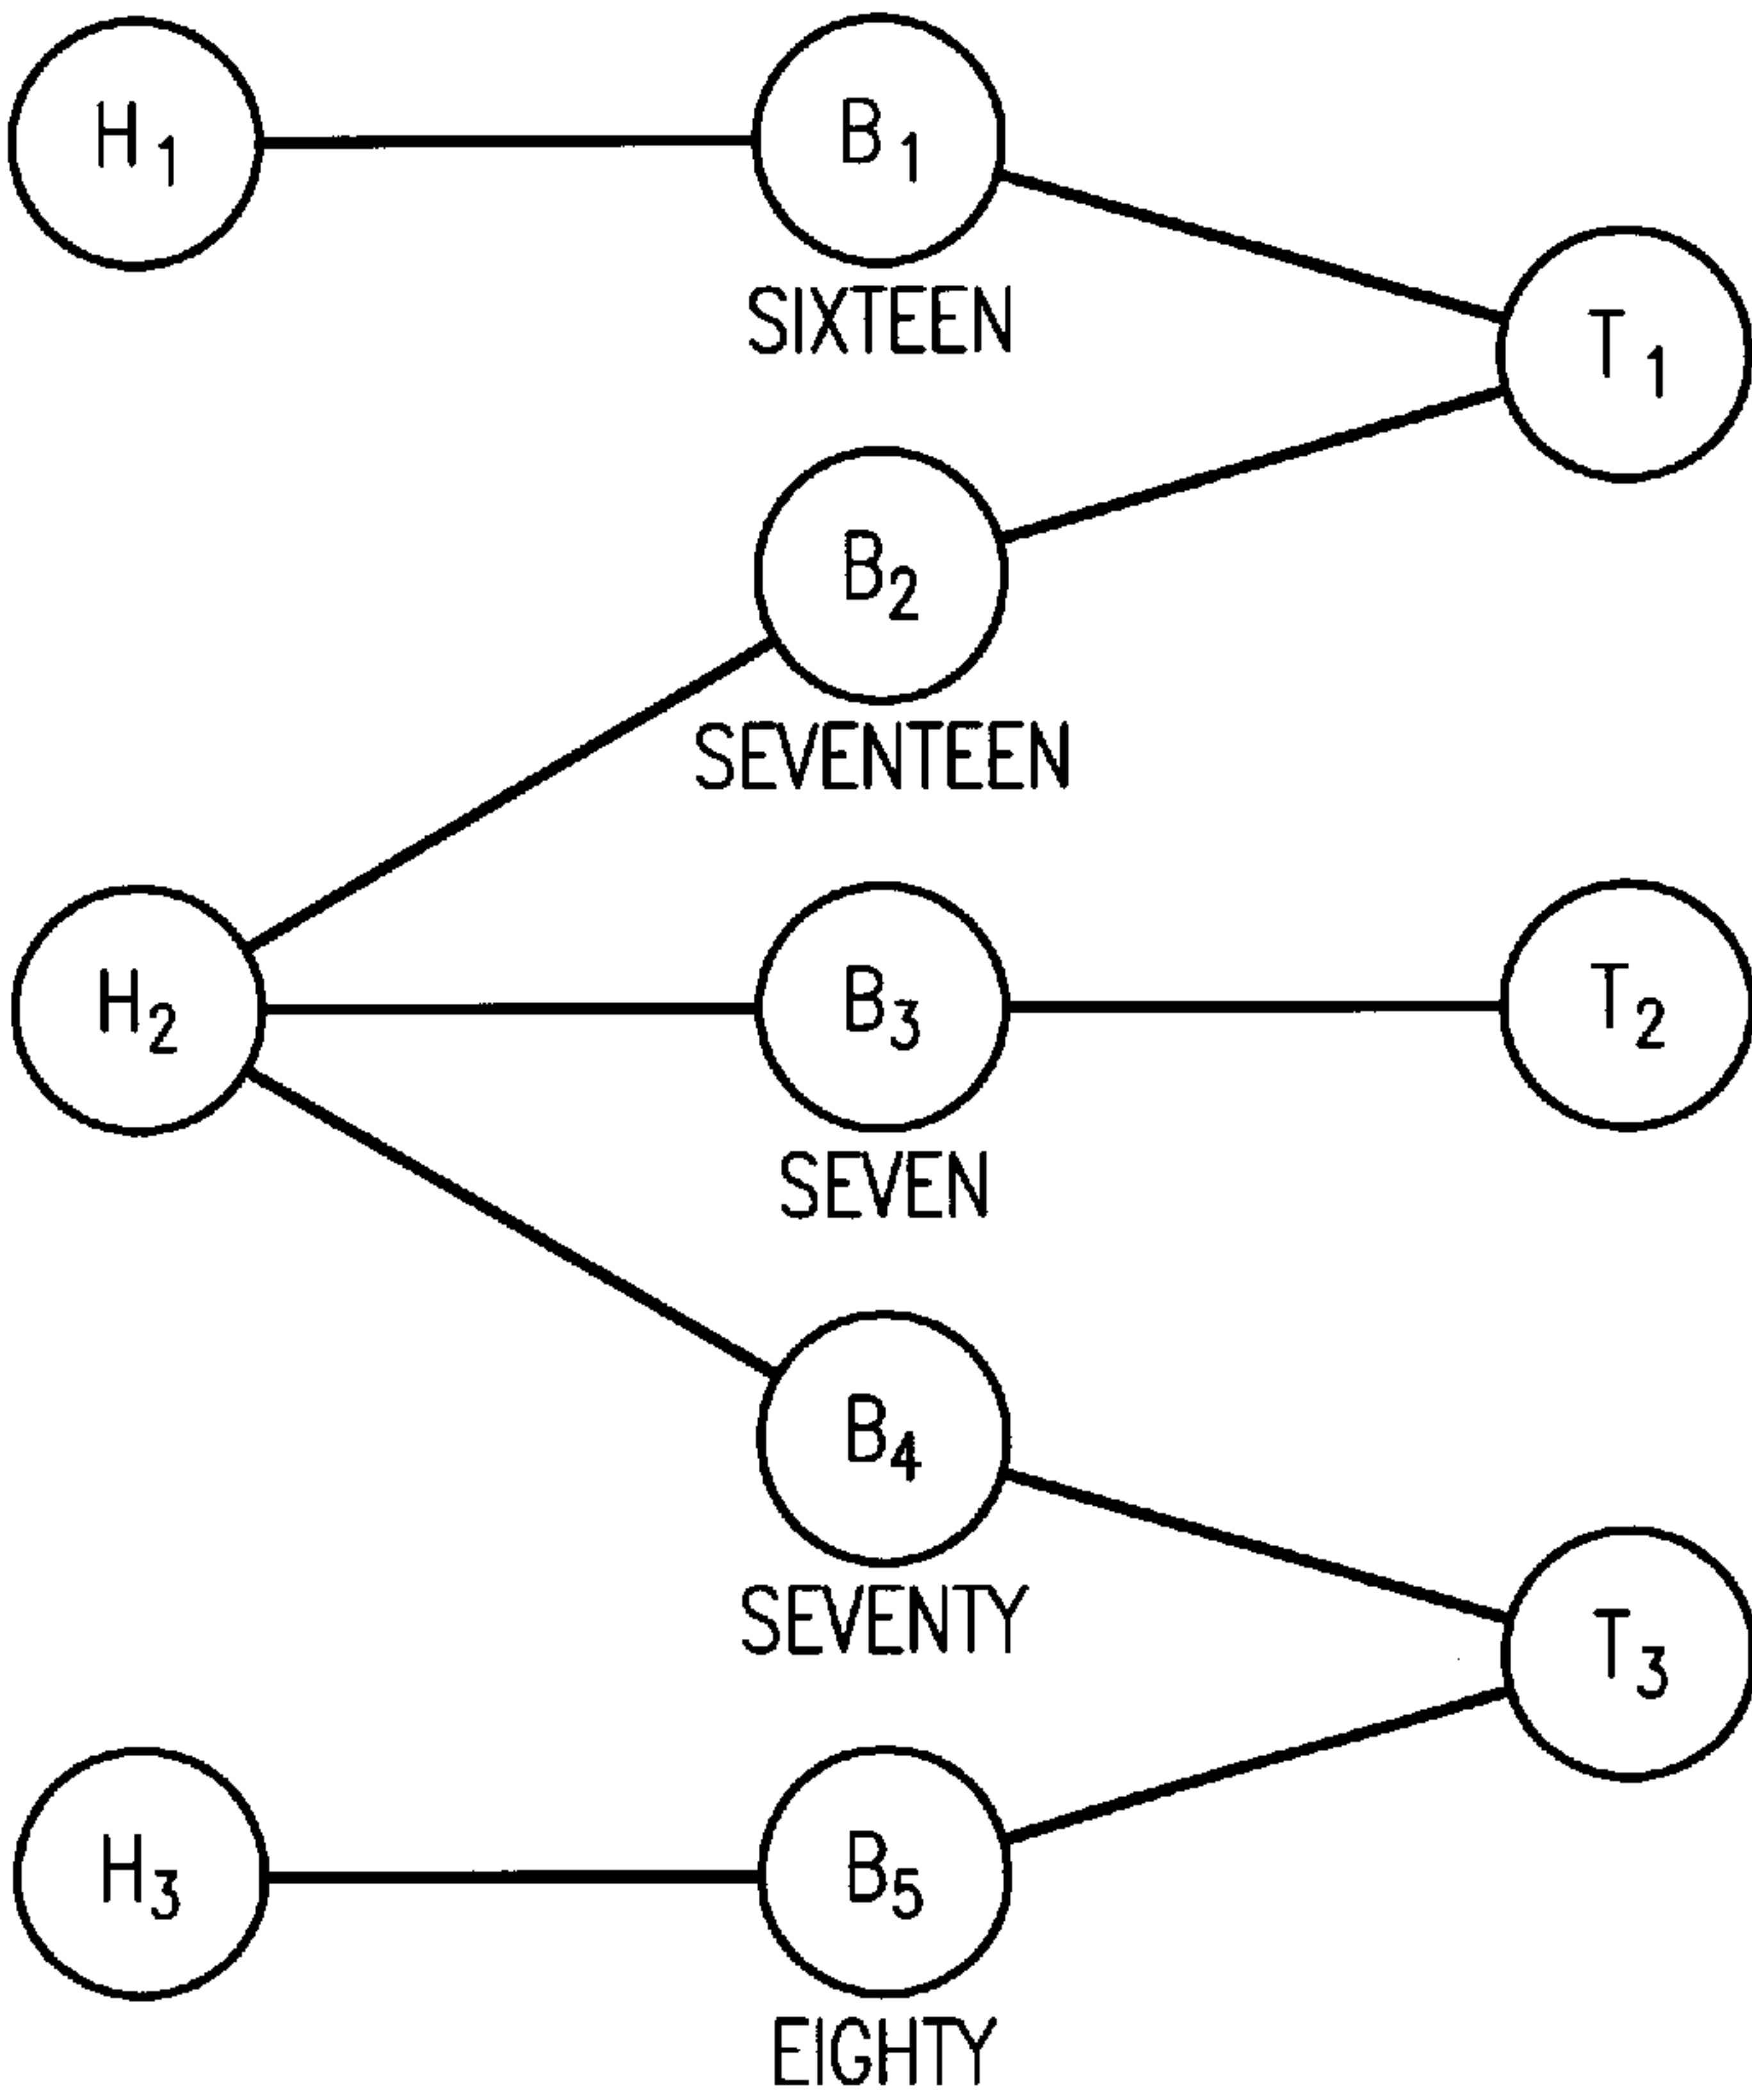 H₁ B₁
SIXTEEN
T₁
B₂
SEVENTEEN
H₂ B₃ T₂
SEVEN
B₄
SEVENTY
T₃
H₃ B₅
EIGHTY